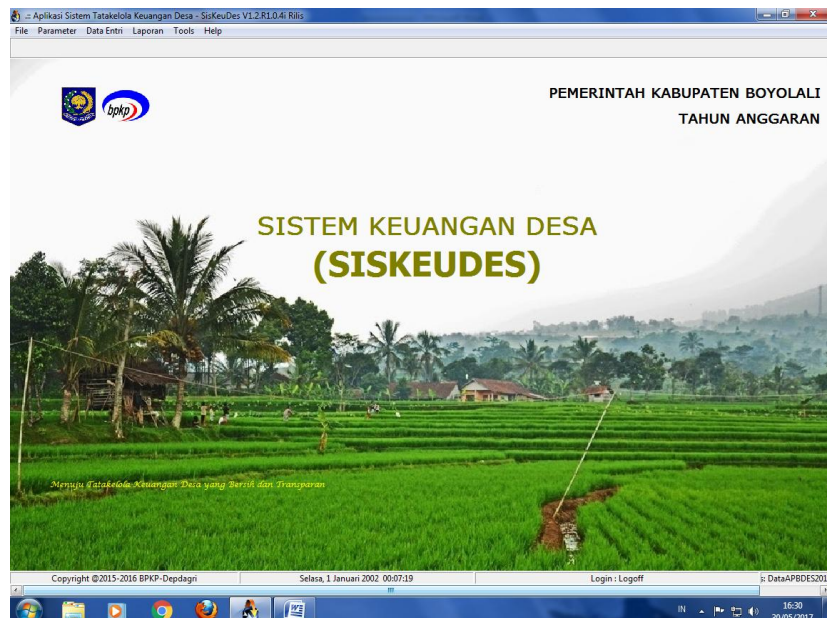 .:: Aplikasi Sistem Tatakelola Keuangan Desa - SisKeuDes V1.2.R1.0.4i Rilis
File Parameter Data Entri Laporan Tools Help
bpkp
PEMERINTAH KABUPATEN BOYOLALI
TAHUN ANGGARAN
SISTEM KEUANGAN DESA
(SISKEUDES)
Menuju Tatakelola Keuangan Desa yang Bersih dan Transparan
Copyright @2015-2016 BPKP-Depdagri Selasa, 1 Januari 2002 00:07:19 Login : Logoff s: DataAPBDES201
IN 16:30
30/05/2017